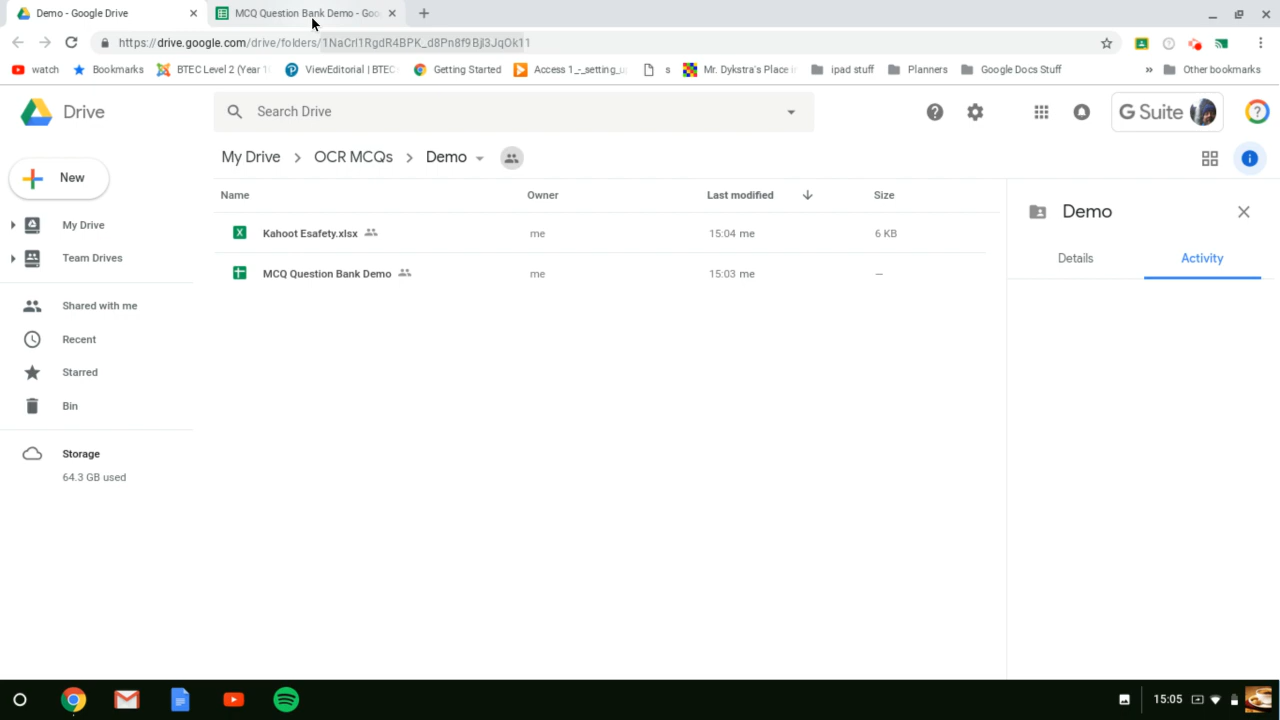 Demo - Google Drive
MCQ Question Bank Demo - Goo
https://drive.google.com/drive/folders/1NaCrl1RgdR4BPK_d8Pn8f9Bjl3JqOk11
watch
Bookmarks
BTEC Level 2 (Year 1
ViewEditorial | BTEC
Getting Started
Access 1_-_setting_u
s
Mr. Dykstra's Place i
ipad stuff
Planners
Google Docs Stuff
»
Other bookmarks
Drive
Search Drive
G Suite
New
My Drive > OCR MCQs > Demo
Name
Owner
Last modified
Size
Kahoot Esafety.xlsx
me
15:04 me
6 KB
MCQ Question Bank Demo
me
15:03 me
—
My Drive
Team Drives
Shared with me
Recent
Starred
Bin
Storage
64.3 GB used
Demo
Details
Activity
15:05